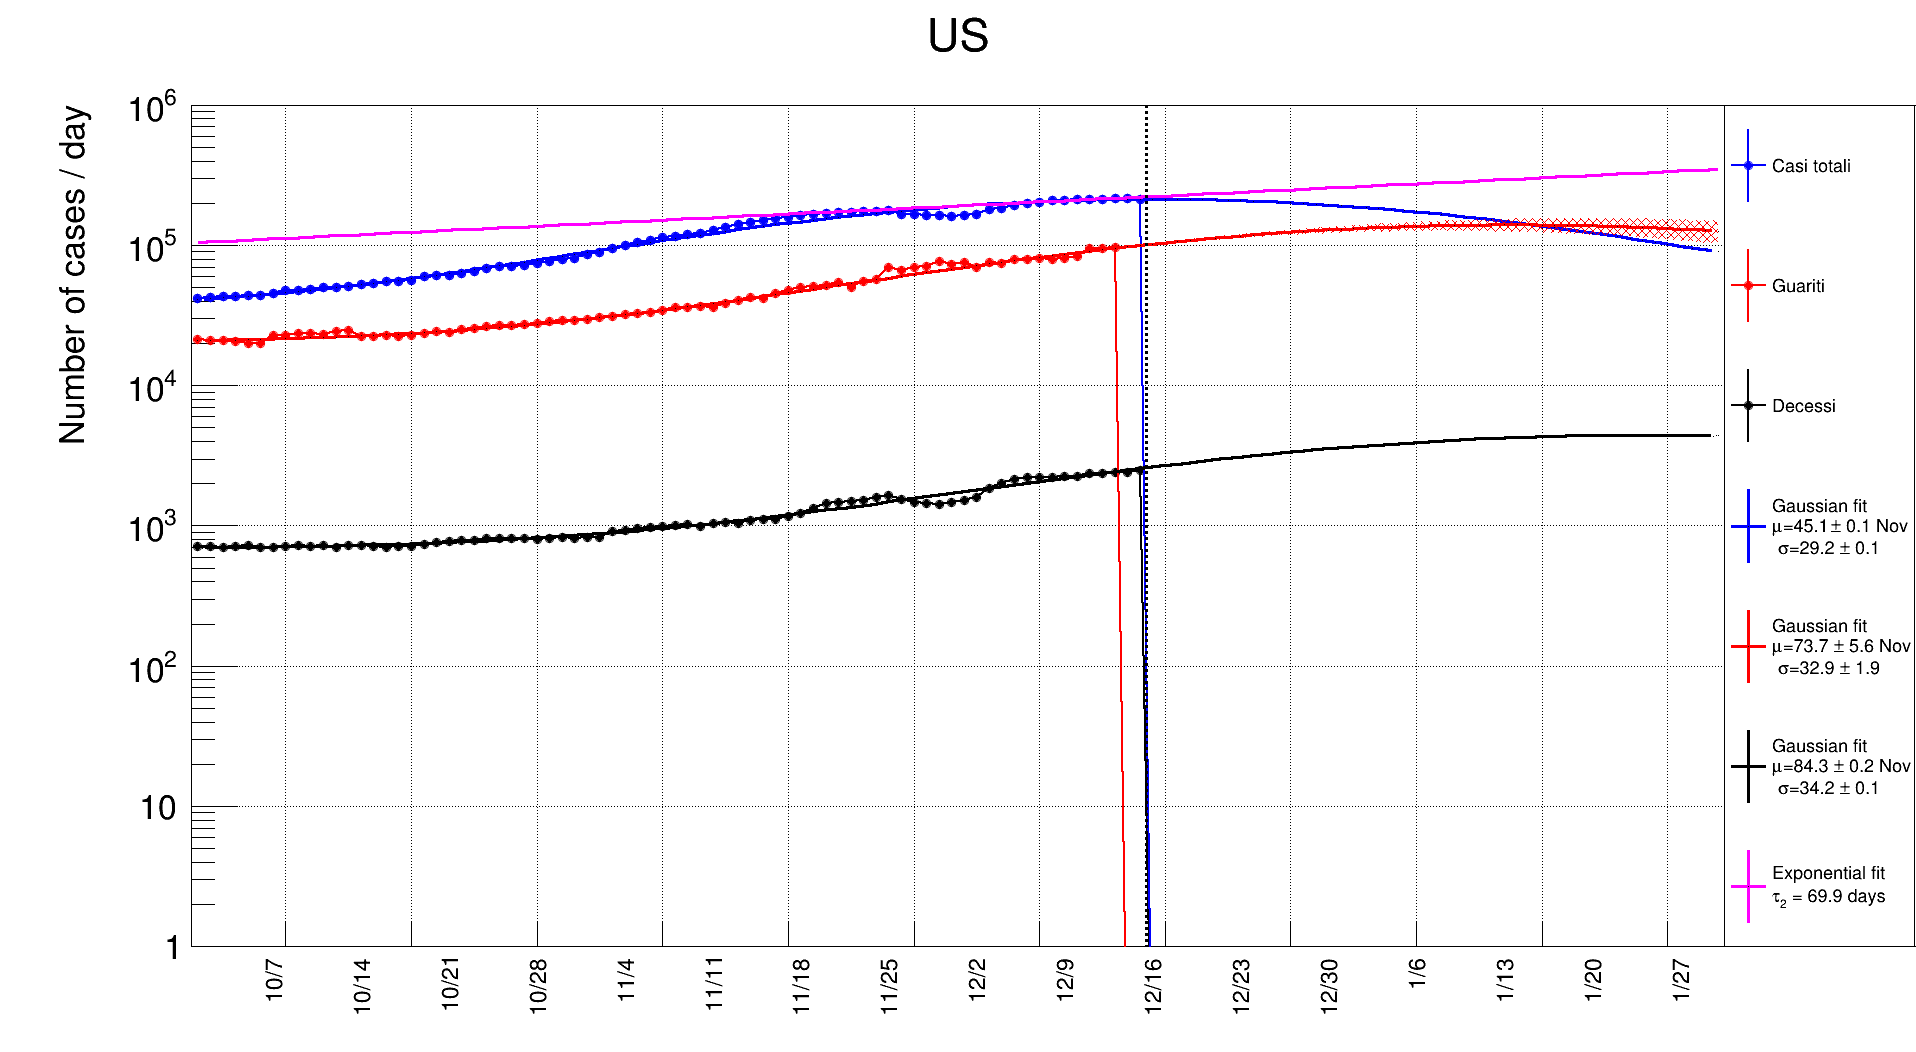 US
Number of cases / day
10^6
10^5
10^4
10^3
10^2
10
1
10/7
10/14
10/21
10/28
11/4
11/11
11/18
11/25
12/2
12/9
12/16
12/23
12/30
1/6
1/13
1/20
1/27
Casi totali
Guariti
Decessi
Gaussian fit
μ=45.1 ± 0.1 Nov
σ=29.2 ± 0.1
Gaussian fit
μ=73.7 ± 5.6 Nov
σ=32.9 ± 1.9
Gaussian fit
μ=84.3 ± 0.2 Nov
σ=34.2 ± 0.1
Exponential fit
τ₂ = 69.9 days